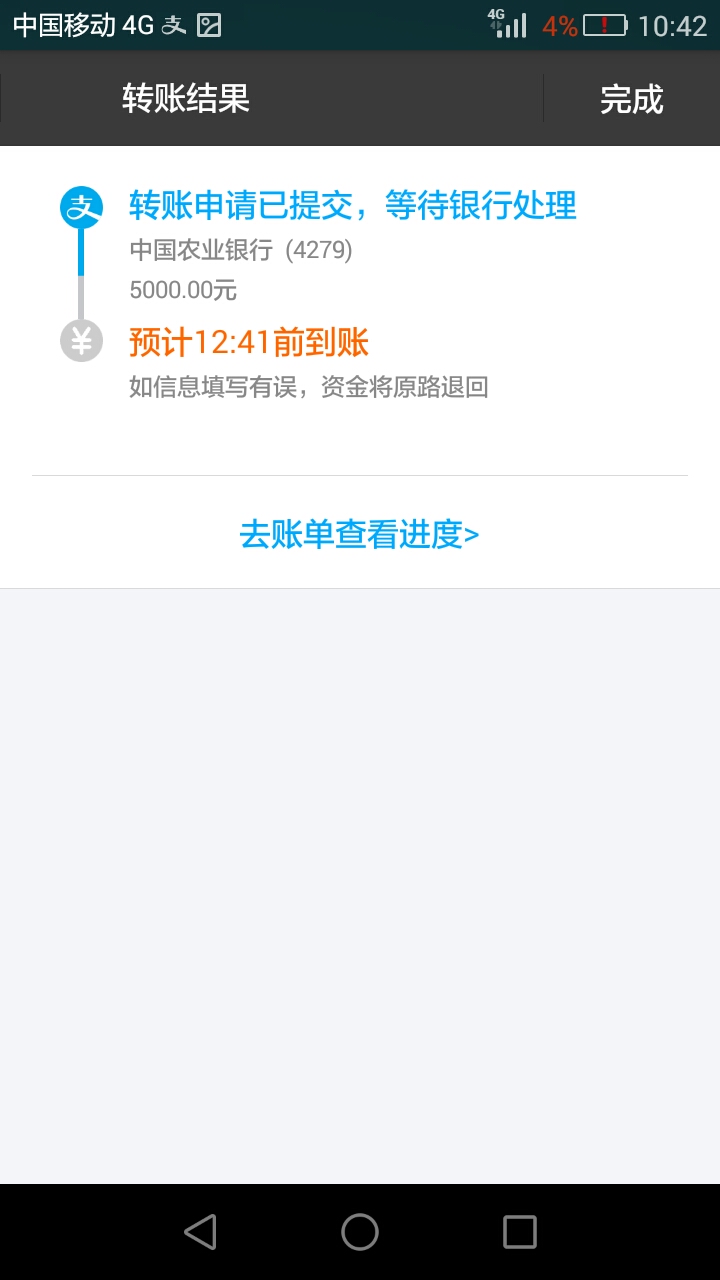 中国移动 4G 4G 4% 10:42
转账结果 完成
转账申请已提交，等待银行处理
中国农业银行 (4279)
5000.00元
预计12:41前到账
如信息填写有误，资金将原路退回
去账单查看进度>